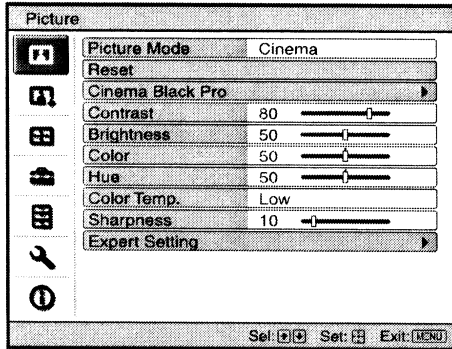 Picture
Picture Mode Cinema
Reset
Cinema Black Pro
Contrast 80
Brightness 50
Color 50
Hue 50
Color Temp. Low
Sharpness 10
Expert Setting
Sel: Set: Exit: MENU